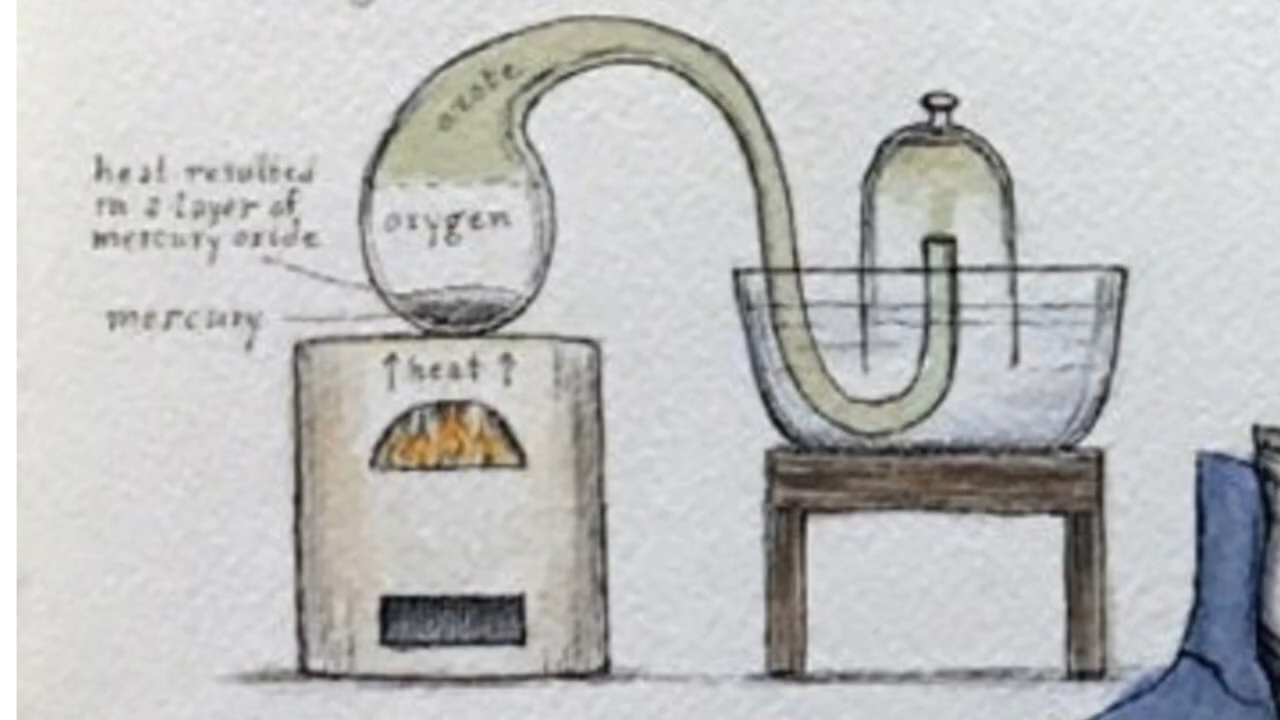 azote
oxygen
heat resulted
in a layer of
mercury oxide
mercury
↑ heat ↑